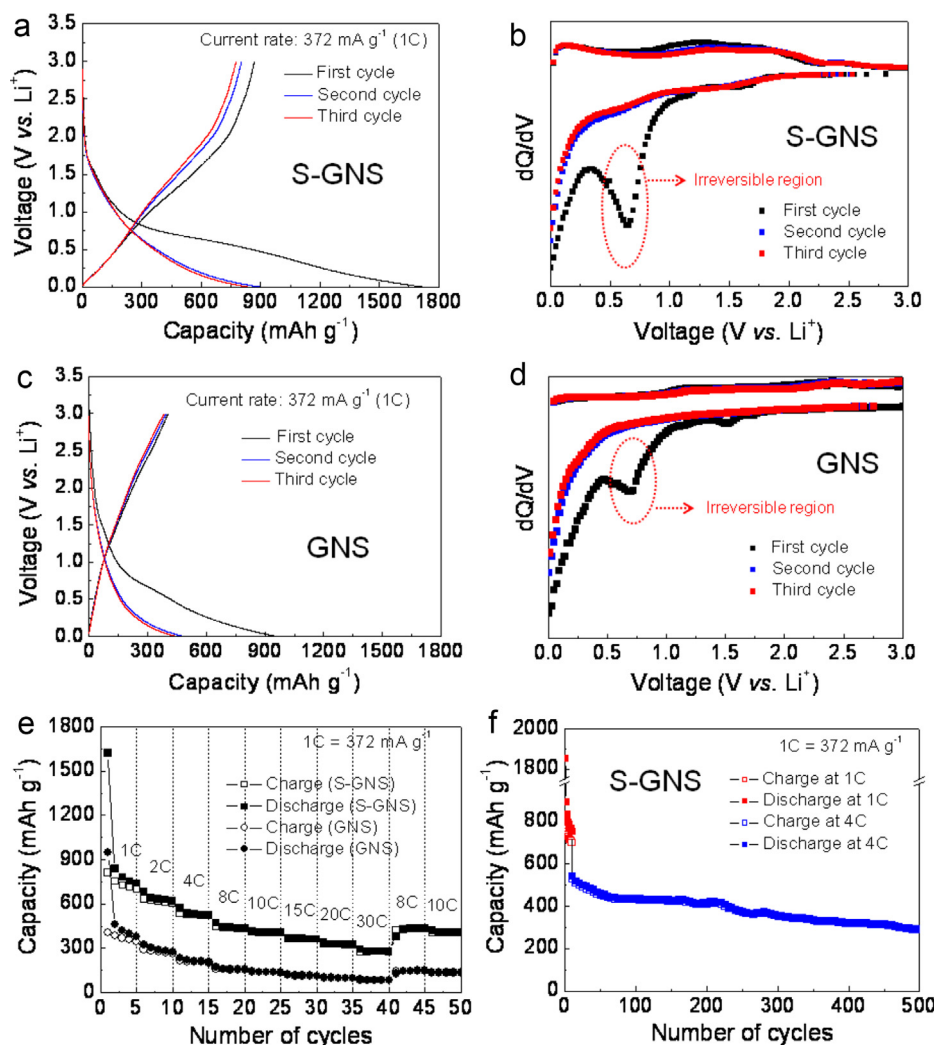 a
3.5
3.0
2.5
2.0
1.5
1.0
0.5
0.0
Voltage (V vs. Li⁺)
Current rate: 372 mA g⁻¹ (1C)
First cycle
Second cycle
Third cycle
S-GNS
0 300 600 900 1200 1500 1800
Capacity (mAh g⁻¹)
b
dQ/dV
S-GNS
Irreversible region
First cycle
Second cycle
Third cycle
0.0 0.5 1.0 1.5 2.0 2.5 3.0
Voltage (V vs. Li⁺)
c
3.5
3.0
2.5
2.0
1.5
1.0
0.5
0.0
Voltage (V vs. Li⁺)
Current rate: 372 mA g⁻¹ (1C)
First cycle
Second cycle
Third cycle
GNS
0 300 600 900 1200 1500 1800
Capacity (mAh g⁻¹)
d
dQ/dV
GNS
Irreversible region
First cycle
Second cycle
Third cycle
0.0 0.5 1.0 1.5 2.0 2.5 3.0
Voltage (V vs. Li⁺)
e
1800
1500
1200
900
600
300
0
Capacity (mAh g⁻¹)
1C = 372 mA g⁻¹
Charge (S-GNS)
Discharge (S-GNS)
Charge (GNS)
Discharge (GNS)
1C 2C 4C 8C 10C 15C 20C 30C 8C 10C
0 5 10 15 20 25 30 35 40 45 50
Number of cycles
f
2000
1800
800
600
400
200
0
Capacity (mAh g⁻¹)
1C = 372 mA g⁻¹
S-GNS
Charge at 1C
Discharge at 1C
Charge at 4C
Discharge at 4C
0 100 200 300 400 500
Number of cycles